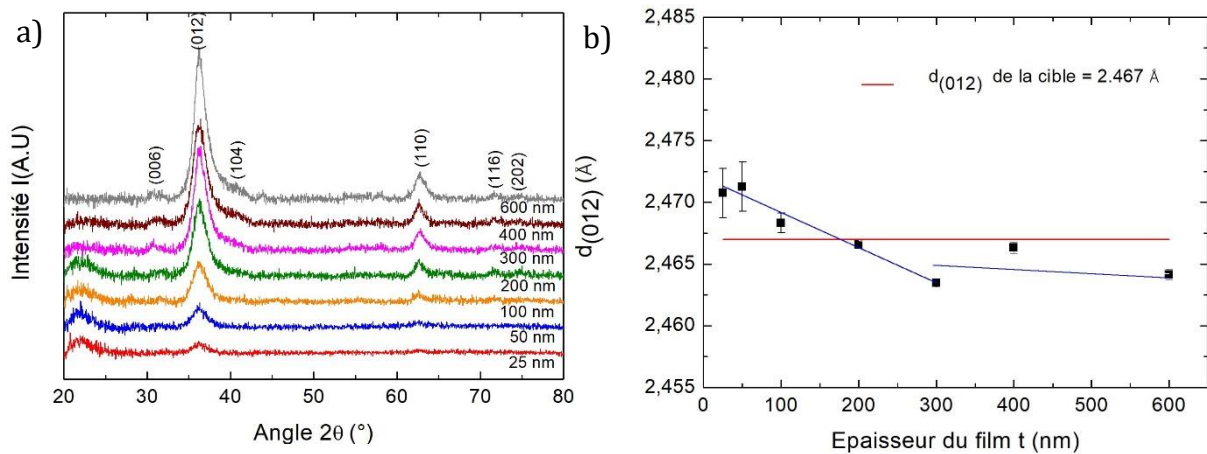 a)
Intensité I(A.U)
(006)
(012)
(104)
(110)
(116)
(202)
600 nm
400 nm
300 nm
200 nm
100 nm
50 nm
25 nm
20 30 40 50 60 70 80
Angle 2θ (°)
b)
d(012) (Å)
2,485
2,480
2,475
2,470
2,465
2,460
2,455
d(012) de la cible = 2.467 Å
0 100 200 300 400 500 600
Epaisseur du film t (nm)